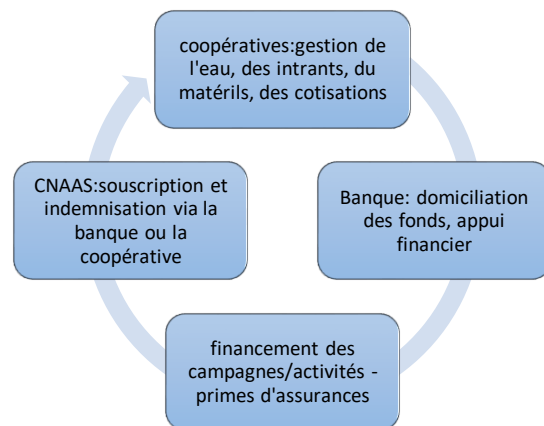 coopératives:gestion de
l'eau, des intrants, du
matérils, des cotisations
CNAAS:souscription et
indemnisation via la
banque ou la
coopérative
Banque: domiciliation
des fonds, appui
financier
financement des
campagnes/activités -
primes d'assurances